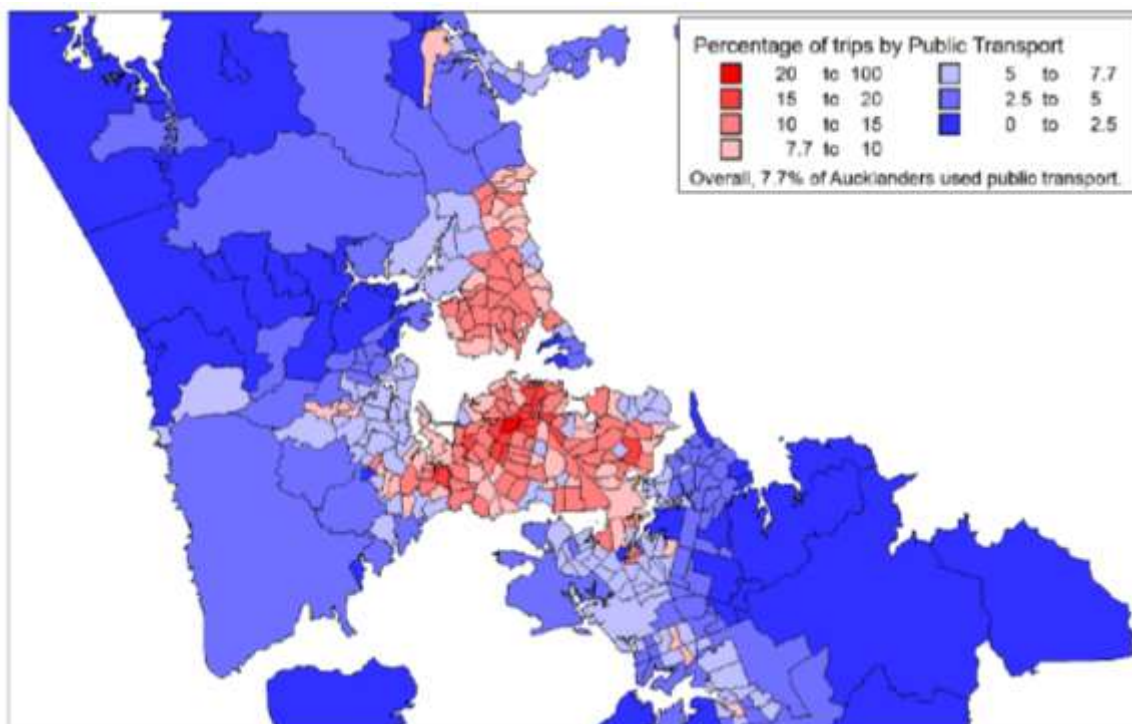 Percentage of trips by Public Transport
20 to 100
15 to 20
10 to 15
7.7 to 10
5 to 7.7
2.5 to 5
0 to 2.5
Overall, 7.7% of Aucklanders used public transport.